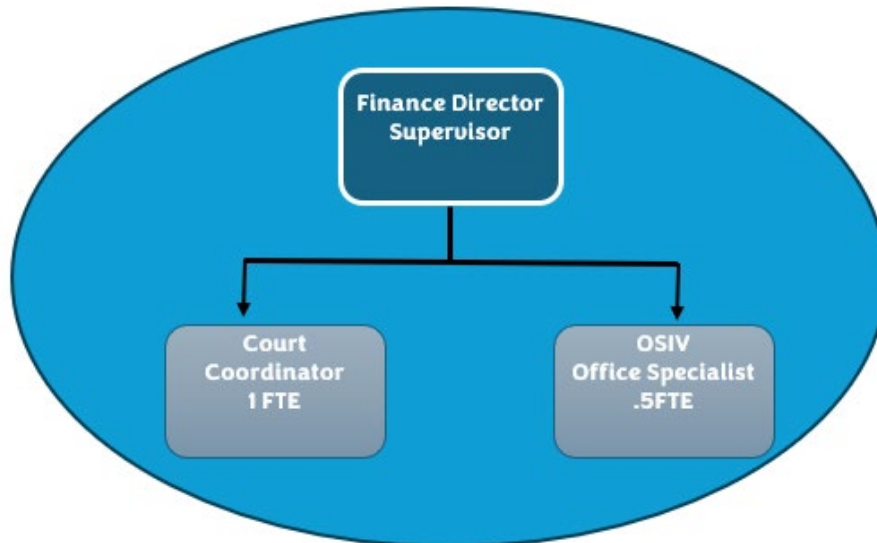 Finance Director
Supervisor
Court
Coordinator
1 FTE
OSIV
Office Specialist
.5FTE